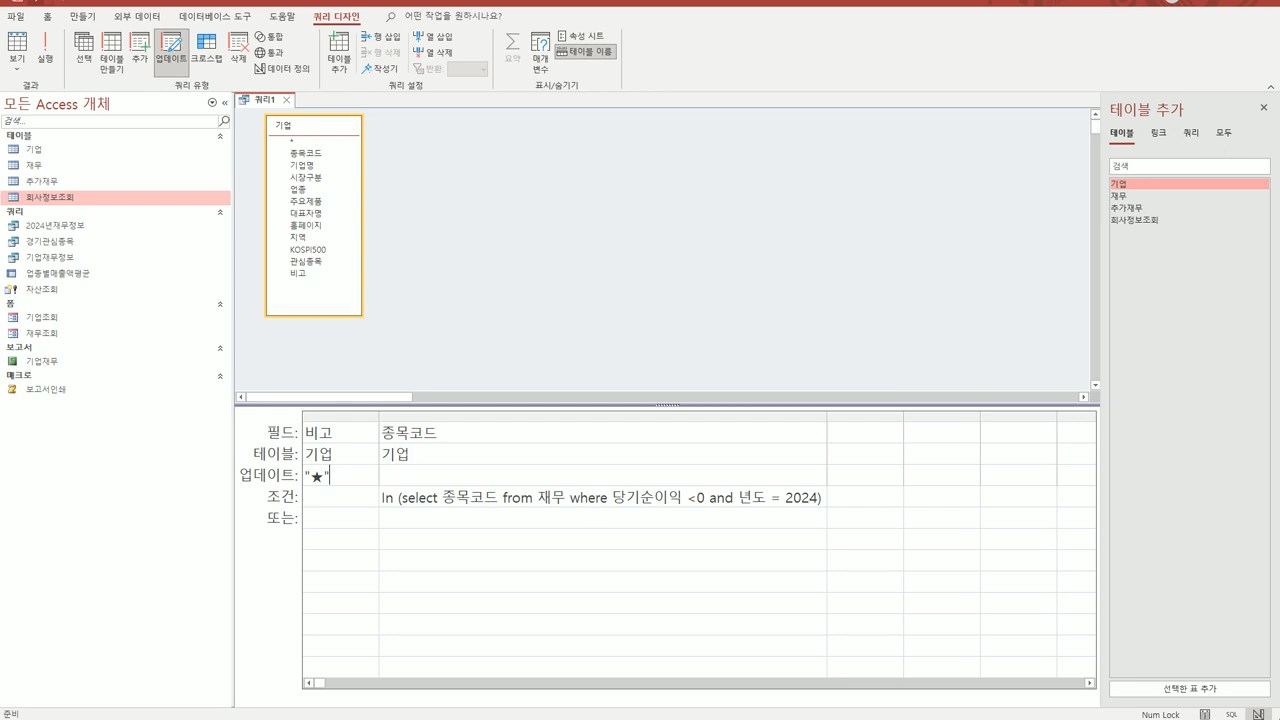 파일 홈 만들기 외부 데이터 데이터베이스 도구 도움말 쿼리 디자인 어떤 작업을 원하시나요?
보기 실행 선택 테이블 만들기 추가 업데이트 크로스탭 삭제 통합 통과 데이터 정의 테이블 추가 행 삽입 행 삭제 작성기 열 삽입 열 삭제 반환: 요약 매개 변수 속성 시트 테이블 이름
결과 쿼리 유형 쿼리 설정 표시/숨기기
모든 Access 개체
검색...
테이블
기업
재무
추가재무
회사정보조회
쿼리
2024년재무정보
경기관심종목
기업재무정보
업종별매출액평균
자산조회
폼
기업조회
재무조회
보고서
기업재무
매크로
보고서인쇄
쿼리1
기업
*
종목코드
기업명
시장구분
업종
주요제품
대표자명
홈페이지
지역
KOSPI500
관심종목
비고
필드: 비고 종목코드
테이블: 기업 기업
업데이트: "★"
조건: In (select 종목코드 from 재무 where 당기순이익 <0 and 년도 = 2024)
또는:
테이블 추가
테이블 링크 쿼리 모두
검색
기업
재무
추가재무
회사정보조회
선택한 표 추가
준비 Num Lock SQL